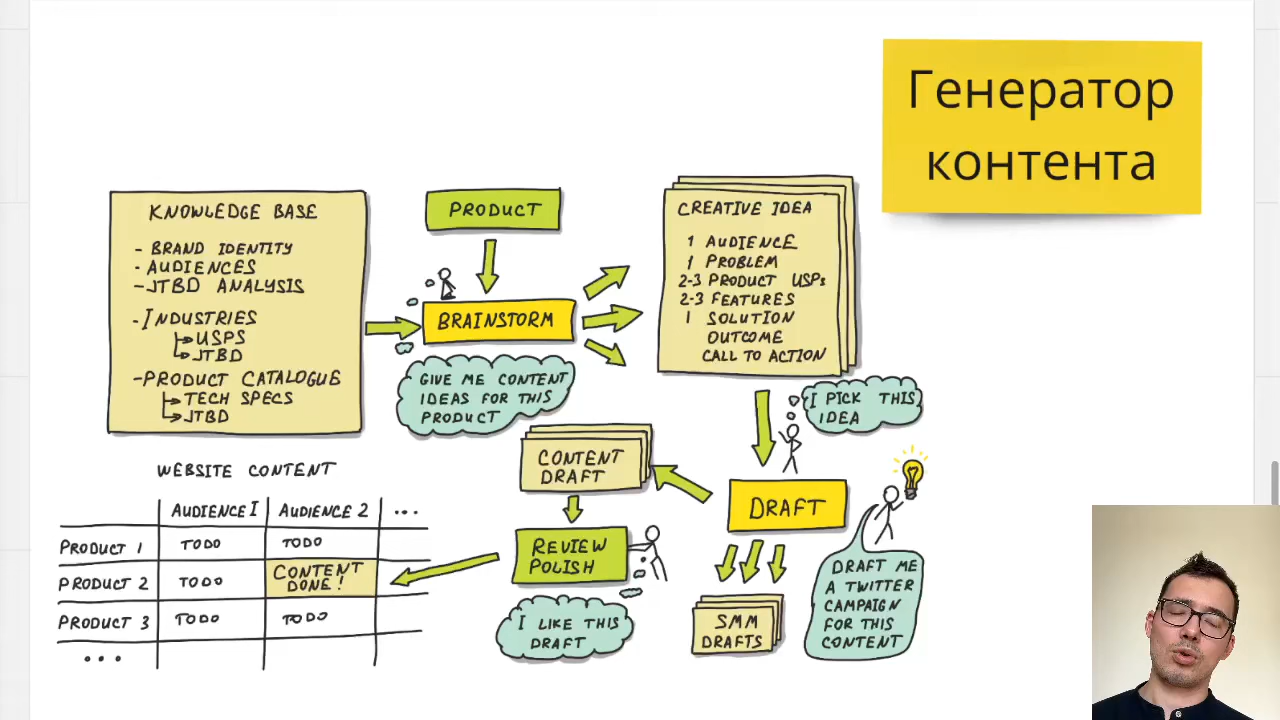 Генератор
контента
KNOWLEDGE BASE
- BRAND IDENTITY
- AUDIENCES
- JTBD ANALYSIS
- INDUSTRIES
USPS
JTBD
- PRODUCT CATALOGUE
TECH SPECS
JTBD
PRODUCT
BRAINSTORM
GIVE ME CONTENT
IDEAS FOR THIS
PRODUCT
CREATIVE IDEA
1 AUDIENCE
1 PROBLEM
2-3 PRODUCT USPs
2-3 FEATURES
1 SOLUTION
OUTCOME
CALL TO ACTION
I PICK THIS
IDEA
DRAFT
DRAFT ME
A TWITTER
CAMPAIGN
FOR THIS
CONTENT
SMM
DRAFTS
CONTENT
DRAFT
REVIEW
POLISH
I LIKE THIS
DRAFT
WEBSITE CONTENT
AUDIENCE 1 AUDIENCE 2 ...
PRODUCT 1 TODO TODO
PRODUCT 2 TODO CONTENT
DONE!
PRODUCT 3 TODO TODO
...